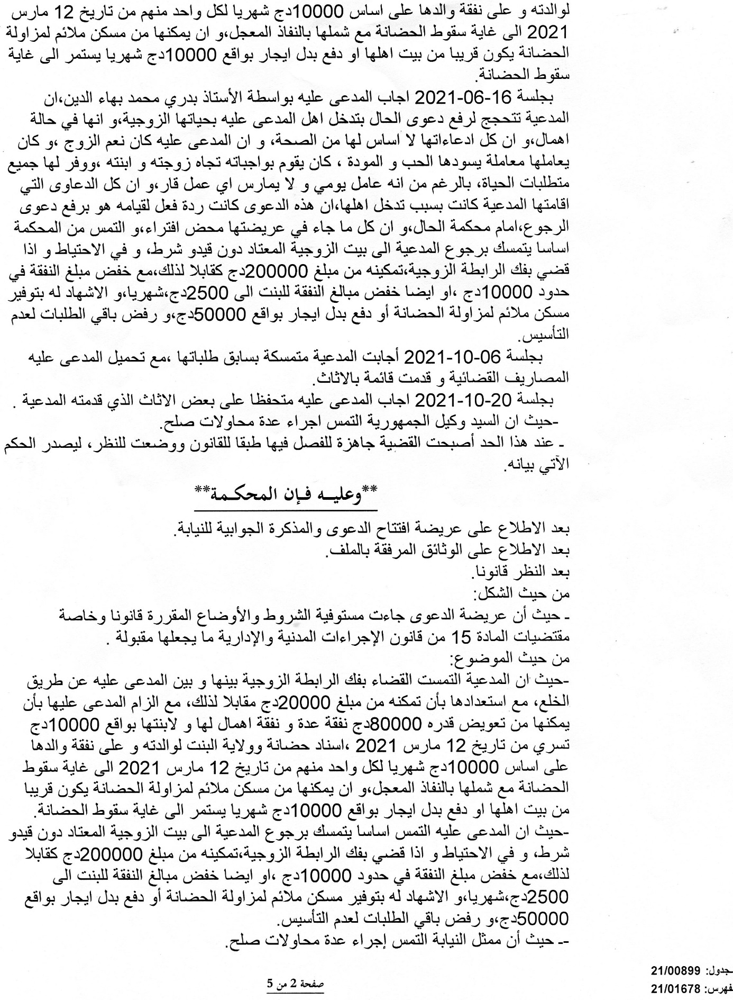 لوالدته و على نفقة والدها على اساس 10000دج شهريا لكل واحد منهم من تاريخ 12 مارس
2021 الى غاية سقوط الحضانة مع شملها بالنفاذ المعجل،و ان يمكنها من مسكن ملائم لمزاولة
الحضانة يكون قريبا من بيت اهلها او دفع بدل ايجار بواقع 10000دج شهريا يستمر الى غاية
سقوط الحضانة.
بجلسة 16-06-2021 اجاب المدعى عليه بواسطة الأستاذ بدري محمد بهاء الدين،ان
المدعية تتحجج لرفع دعوى الحال بتدخل اهل المدعى عليه بحياتها الزوجية،و انها في حالة
اهمال،و ان كل ادعاءاتها لا اساس لها من الصحة، و ان المدعى عليه كان نعم الزوج ،و كان
يعاملها معاملة يسودها الحب و المودة ، كان يقوم بواجباته تجاه زوجته و ابنته ،ووفر لها جميع
متطلبات الحياة، بالرغم من انه عامل يومي و لا يمارس اي عمل قار،و ان كل الدعاوى التي
اقامتها المدعية كانت بسبب تدخل اهلها،ان هذه الدعوى كانت ردة فعل لقيامه هو برفع دعوى
الرجوع،امام محكمة الحال،و ان كل ما جاء في عريضتها محض افتراء،و التمس من المحكمة
اساسا يتمسك برجوع المدعية الى بيت الزوجية المعتاد دون قيدو شرط، و في الاحتياط و اذا
قضي بفك الرابطة الزوجية،تمكينه من مبلغ 200000دج كقابلا لذلك،مع خفض مبلغ النفقة في
حدود 10000دج ،او ايضا خفض مبالغ النفقة للبنت الى 2500دج،شهريا،و الاشهاد له بتوفير
مسكن ملائم لمزاولة الحضانة أو دفع بدل ايجار بواقع 50000دج،و رفض باقي الطلبات لعدم
التأسيس.
بجلسة 06-10-2021 أجابت المدعية متمسكة بسابق طلباتها ،مع تحميل المدعى عليه
المصاريف القضائية و قدمت قائمة بالاثاث.
بجلسة 20-10-2021 اجاب المدعى عليه متحفظا على بعض الاثاث الذي قدمته المدعية .
-حيث ان السيد وكيل الجمهورية التمس اجراء عدة محاولات صلح.
ـ عند هذا الحد أصبحت القضية جاهزة للفصل فيها طبقا للقانون ووضعت للنظر، ليصدر الحكم
الآتي بيانه.
**وعليــه فــإن المحكــمة**
بعد الاطلاع على عريضة افتتاح الدعوى والمذكرة الجوابية للنيابة.
بعد الاطلاع على الوثائق المرفقة بالملف.
بعد النظر قانونا.
من حيث الشكل:
ـ حيث أن عريضة الدعوى جاءت مستوفية الشروط والأوضاع المقررة قانونا وخاصة
مقتضيات المادة 15 من قانون الإجراءات المدنية والإدارية ما يجعلها مقبولة .
من حيث الموضوع:
-حيث ان المدعية التمست القضاء بفك الرابطة الزوجية بينها و بين المدعى عليه عن طريق
الخلع، مع استعدادها بأن تمكنه من مبلغ 20000دج مقابلا لذلك، مع الزام المدعى عليها بأن
يمكنها من تعويض قدره 80000دج نفقة عدة و نفقة اهمال لها و لابنتها بواقع 10000دج
تسري من تاريخ 12 مارس 2021 ،اسناد حضانة وولاية البنت لوالدته و على نفقة والدها
على اساس 10000دج شهريا لكل واحد منهم من تاريخ 12 مارس 2021 الى غاية سقوط
الحضانة مع شملها بالنفاذ المعجل،و ان يمكنها من مسكن ملائم لمزاولة الحضانة يكون قريبا
من بيت اهلها او دفع بدل ايجار بواقع 10000دج شهريا يستمر الى غاية سقوط الحضانة.
-حيث ان المدعى عليه التمس اساسا يتمسك برجوع المدعية الى بيت الزوجية المعتاد دون قيدو
شرط، و في الاحتياط و اذا قضي بفك الرابطة الزوجية،تمكينه من مبلغ 200000دج كقابلا
لذلك،مع خفض مبلغ النفقة في حدود 10000دج ،او ايضا خفض مبالغ النفقة للبنت الى
2500دج،شهريا،و الاشهاد له بتوفير مسكن ملائم لمزاولة الحضانة أو دفع بدل ايجار بواقع
50000دج،و رفض باقي الطلبات لعدم التأسيس.
-ـ حيث أن ممثل النيابة التمس إجراء عدة محاولات صلح.
جدول: 21/00899
فهرس: 21/01678
صفحة 2 من 5